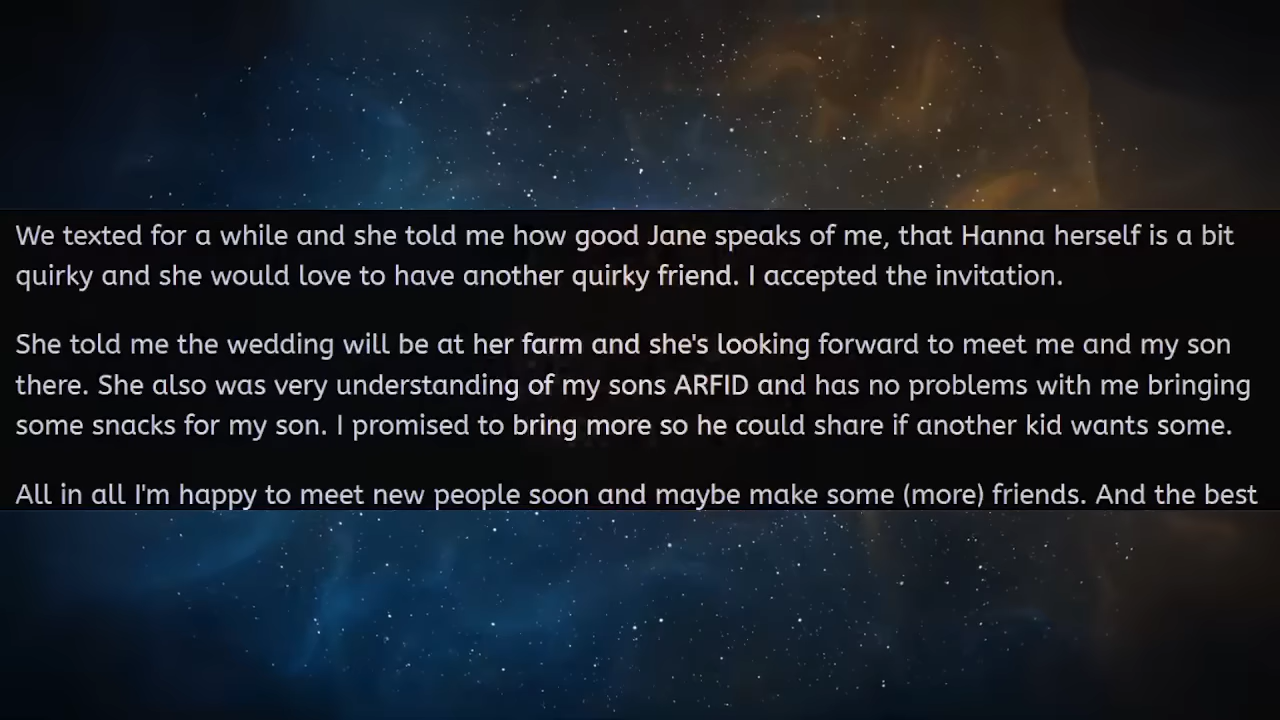 We texted for a while and she told me how good Jane speaks of me, that Hanna herself is a bit
quirky and she would love to have another quirky friend. I accepted the invitation.
She told me the wedding will be at her farm and she's looking forward to meet me and my son
there. She also was very understanding of my sons ARFID and has no problems with me bringing
some snacks for my son. I promised to bring more so he could share if another kid wants some.
All in all I'm happy to meet new people soon and maybe make some (more) friends. And the best